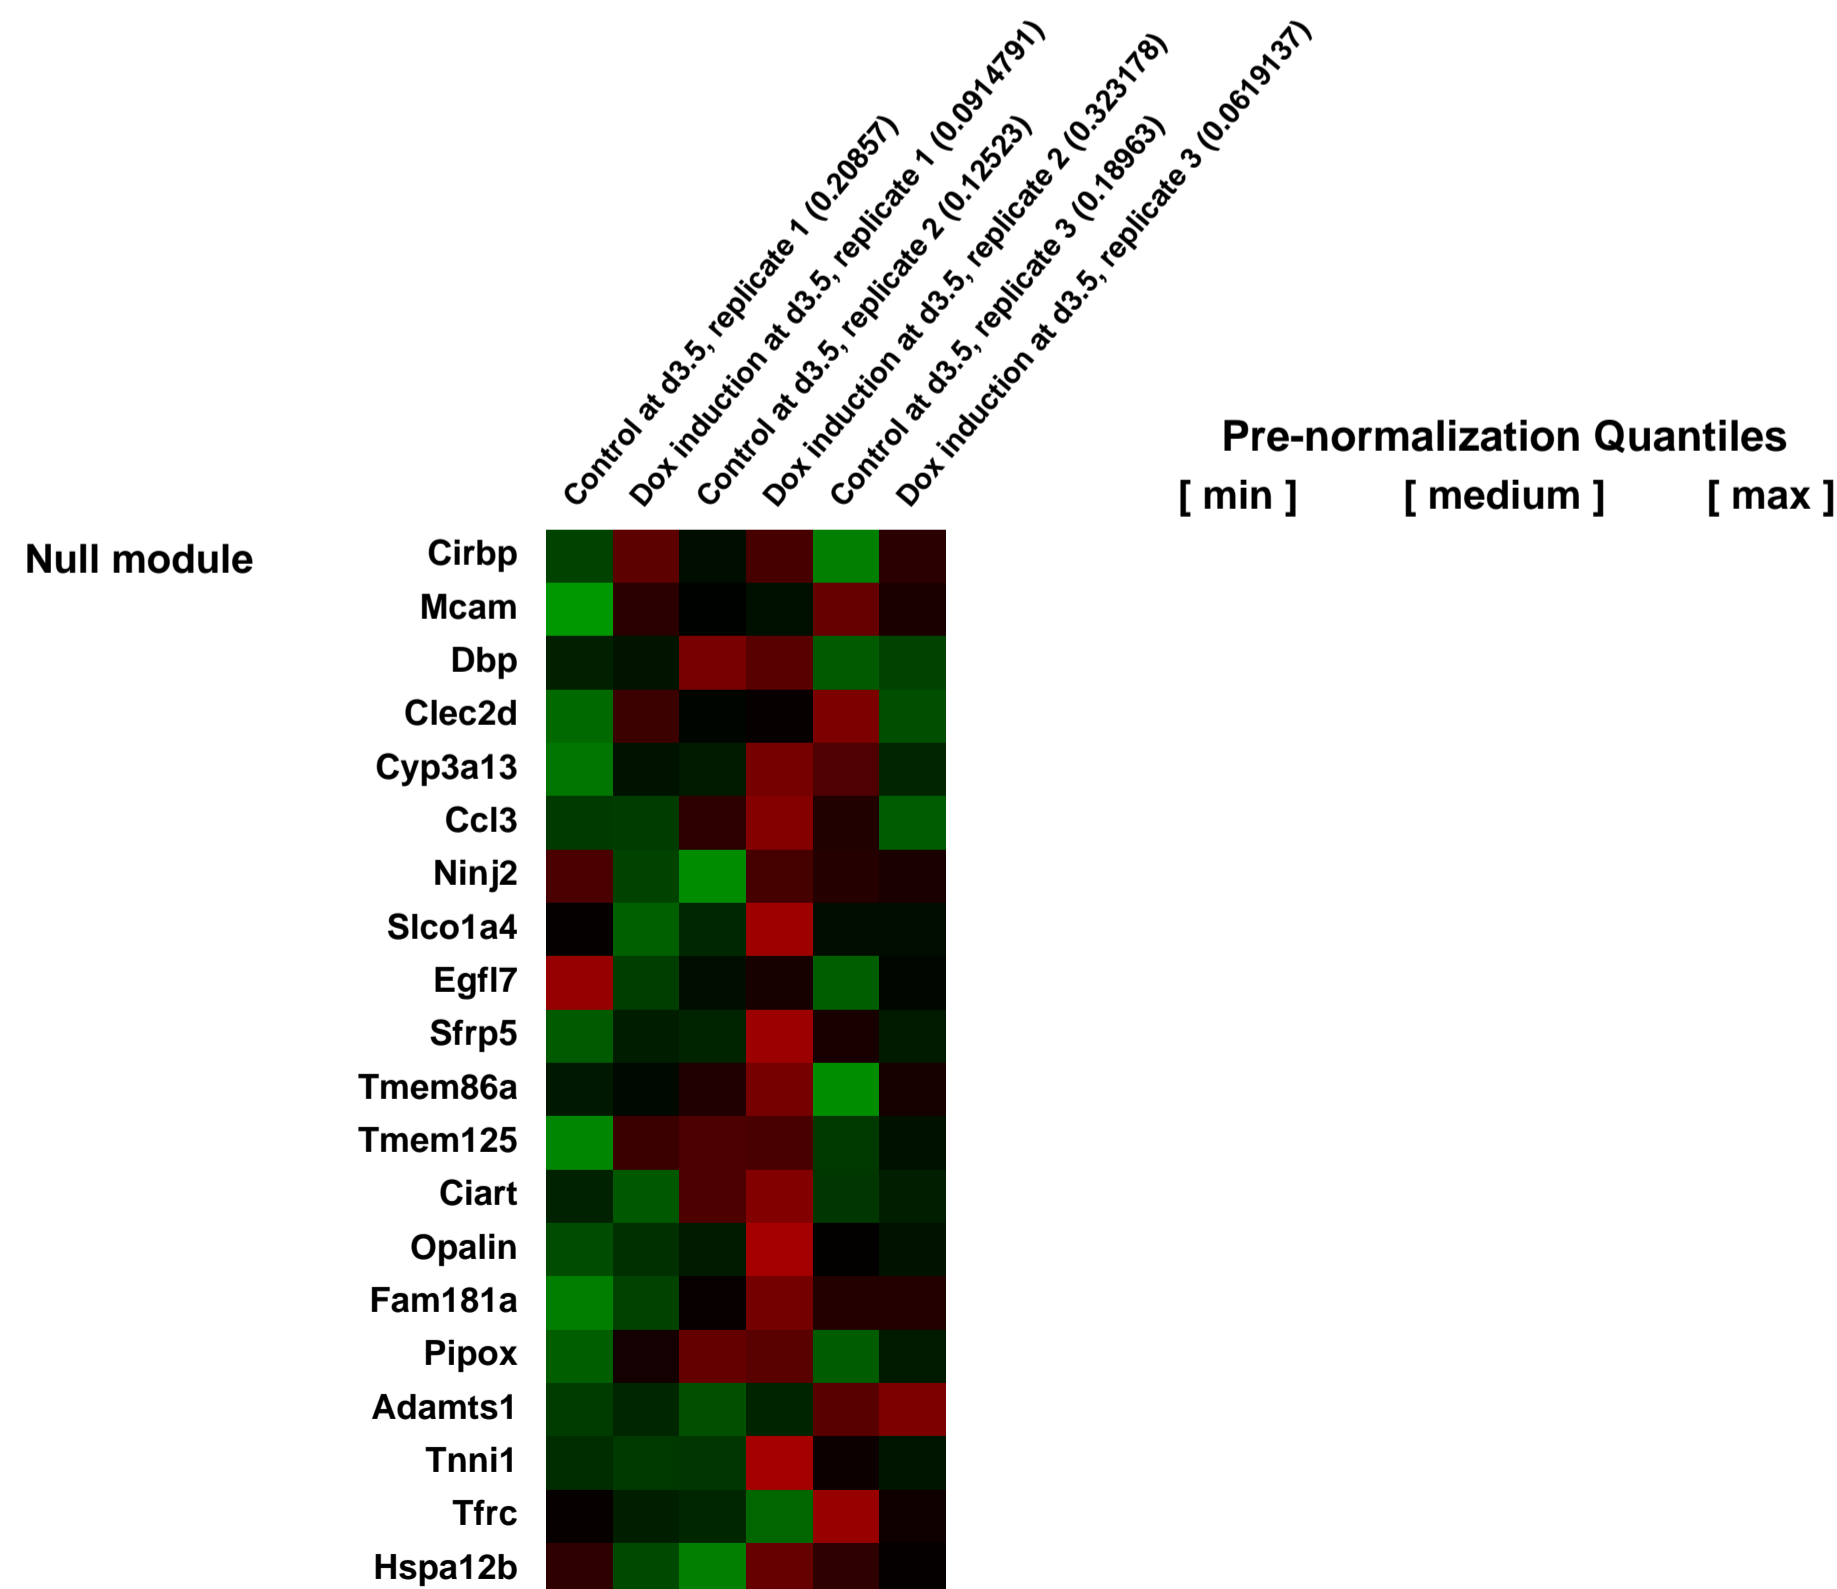 Control at d3.5, replicate 1 (0.20857)
Dox induction at d3.5, replicate 1 (0.0914791)
Control at d3.5, replicate 2 (0.12523)
Dox induction at d3.5, replicate 2 (0.323178)
Control at d3.5, replicate 3 (0.18963)
Dox induction at d3.5, replicate 3 (0.0619137)
Pre-normalization Quantiles
[ min ] [ medium ] [ max ]
Null module
Cirbp
Mcam
Dbp
Clec2d
Cyp3a13
Ccl3
Ninj2
Slco1a4
Egfl7
Sfrp5
Tmem86a
Tmem125
Ciart
Opalin
Fam181a
Pipox
Adamts1
Tnni1
Tfrc
Hspa12b